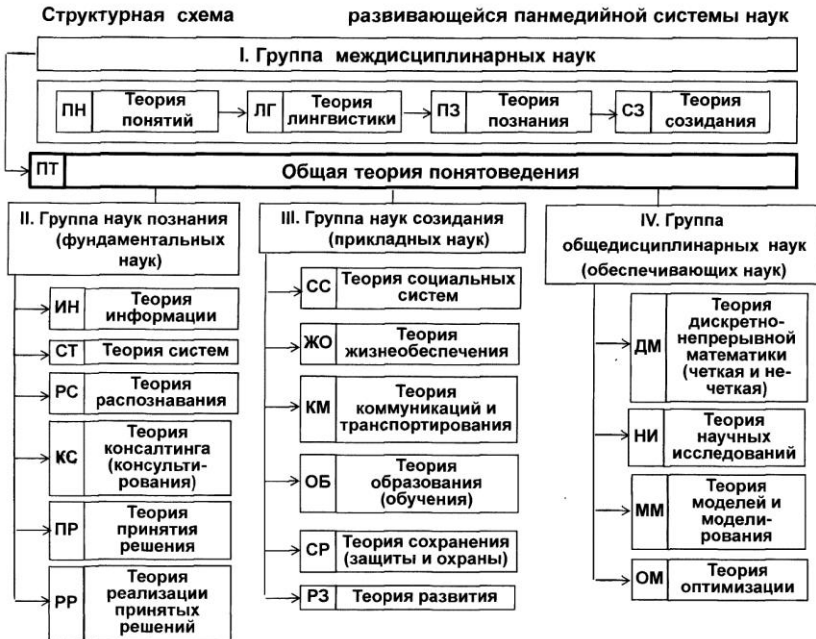 Структурная схема развивающейся панмедийной системы наук
I. Группа междисциплинарных наук
ПН Теория
понятий
ЛГ Теория
лингвистики
ПЗ Теория
познания
СЗ Теория
созидания
ПТ Общая теория понятоведения
II. Группа наук познания
(фундаментальных
наук)
ИН Теория
информации
СТ Теория систем
РС Теория
распознавания
КС Теория
консалтинга
(консульти-
рования)
ПР Теория
принятия
решения
РР Теория
реализации
принятых
решений
III. Группа наук созидания
(прикладных наук)
СС Теория социальных
систем
ЖО Теория
жизнеобеспечения
КМ Теория
коммуникаций и
транспортирования
ОБ Теория
образования
(обучения)
СР Теория сохранения
(защиты и охраны)
РЗ Теория развития
IV. Группа
общедисциплинарных наук
(обеспечивающих наук)
ДМ Теория
дискретно-
непрерывной
математики
(четкая и не-
четкая)
НИ Теория
научных
исследований
ММ Теория
моделей и
модели-
рования
ОМ Теория
оптимизации